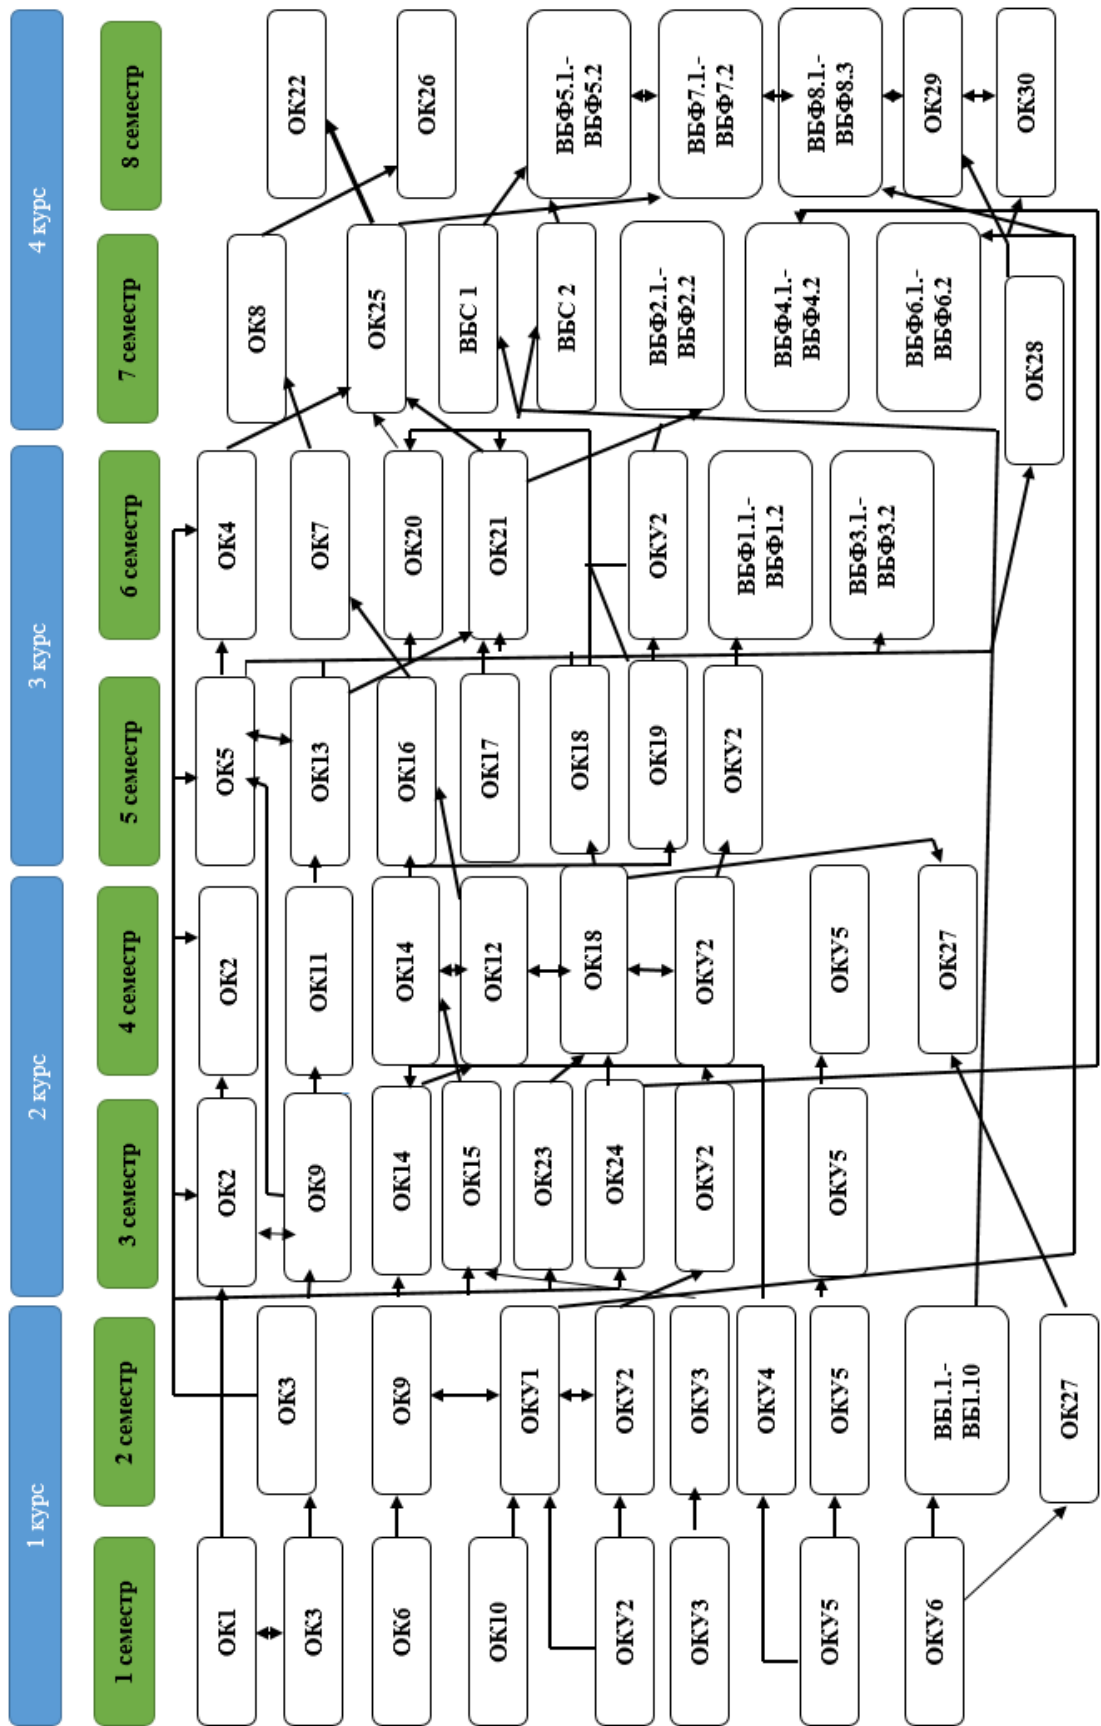 1 курс
2 курс
3 курс
4 курс
1 семестр
2 семестр
3 семестр
4 семестр
5 семестр
6 семестр
7 семестр
8 семестр
ОК1
ОК3
ОК6
ОК10
ОКУ2
ОКУ3
ОКУ5
ОКУ6
ОК3
ОК9
ОКУ1
ОКУ2
ОКУ3
ОКУ4
ОКУ5
ВБ1.1.-
ВБ1.10
ОК27
ОК2
ОК9
ОК14
ОК15
ОК23
ОК24
ОКУ2
ОКУ5
ОК2
ОК11
ОК14
ОК12
ОК18
ОКУ2
ОКУ5
ОК27
ОК5
ОК13
ОК16
ОК17
ОК18
ОК19
ОКУ2
ОК4
ОК7
ОК20
ОК21
ОКУ2
ВБФ1.1.-
ВБФ1.2
ВБФ3.1.-
ВБФ3.2
ОК8
ОК25
ВБС 1
ВБС 2
ВБФ2.1.-
ВБФ2.2
ВБФ4.1.-
ВБФ4.2
ВБФ6.1.-
ВБФ6.2
ОК28
ОК22
ОК26
ВБФ5.1.-
ВБФ5.2
ВБФ7.1.-
ВБФ7.2
ВБФ8.1.-
ВБФ8.3
ОК29
ОК30